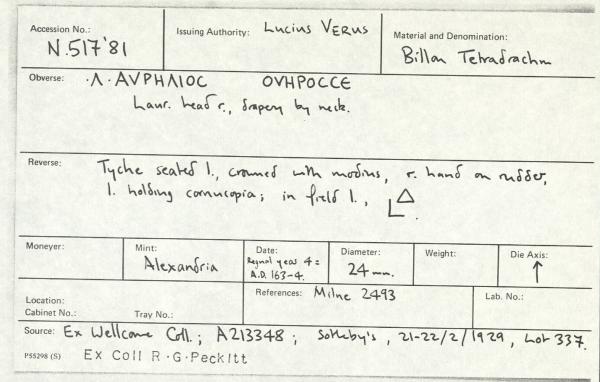 Accession No.: N.517'81
Issuing Authority: Lucius Verus
Material and Denomination: Billon Tetradrachm
Obverse: ·Λ·ΑVΡΗΛΙΟC ΟVΗΡΟCCΕ
Laur. head r., drapery by neck.
Reverse: Tyche seated l., crowned with modius, r. hand on rudder,
l. holding cornucopia; in field l., L Δ.
Moneyer:
Mint: Alexandria
Date: Regnal year 4 = A.D. 163-4.
Diameter: 24 mm.
Weight:
Die Axis: ↑
Location:
Cabinet No.: Tray No.:
References: Milne 2493
Lab. No.:
Source: Ex Wellcome Coll.; A213348; Sotheby's, 21-22/2/1929, Lot 337.
P55298 (S) Ex Coll R.G.Peckitt